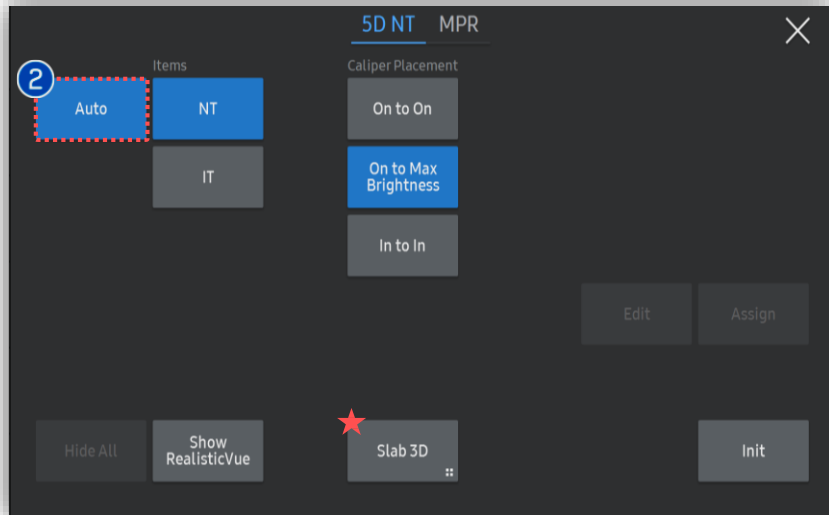 5D NT MPR
Items
Caliper Placement
2
Auto
NT
On to On
IT
On to Max
Brightness
In to In
Edit
Assign
Hide All
Show
RealisticVue
Slab 3D
Init